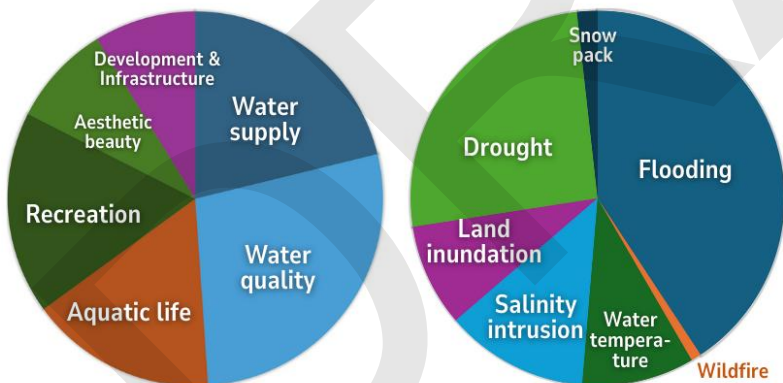 Development &
Infrastructure
Water
supply
Aesthetic
beauty
Recreation
Water
quality
Aquatic life
Snow
pack
Drought
Flooding
Land
inundation
Salinity
intrusion
Water
tempera-
ture
Wildfire